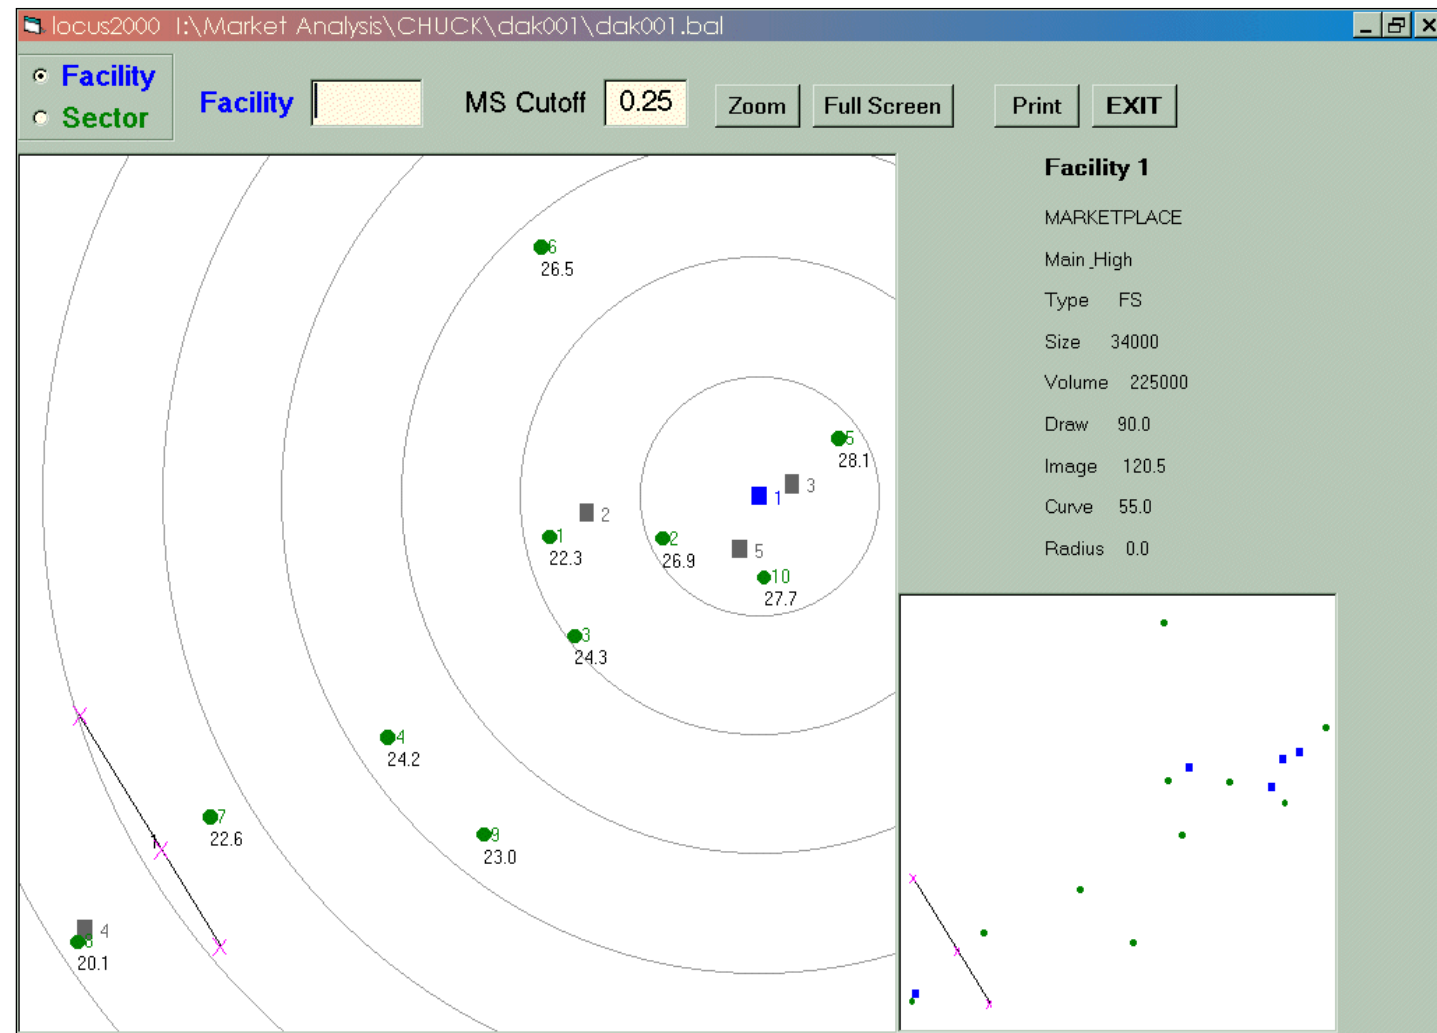 locus2000 I:\Market Analysis\CHUCK\dak001\dak001.bal
Facility
Sector
Facility
MS Cutoff 0.25
Zoom
Full Screen
Print
EXIT
Facility 1
MARKETPLACE
Main_High
Type FS
Size 34000
Volume 225000
Draw 90.0
Image 120.5
Curve 55.0
Radius 0.0
6
26.5
5
28.1
3
1
2
1
22.3
2
26.9
5
10
27.7
3
24.3
4
24.2
7
22.6
1
9
23.0
4
20.1